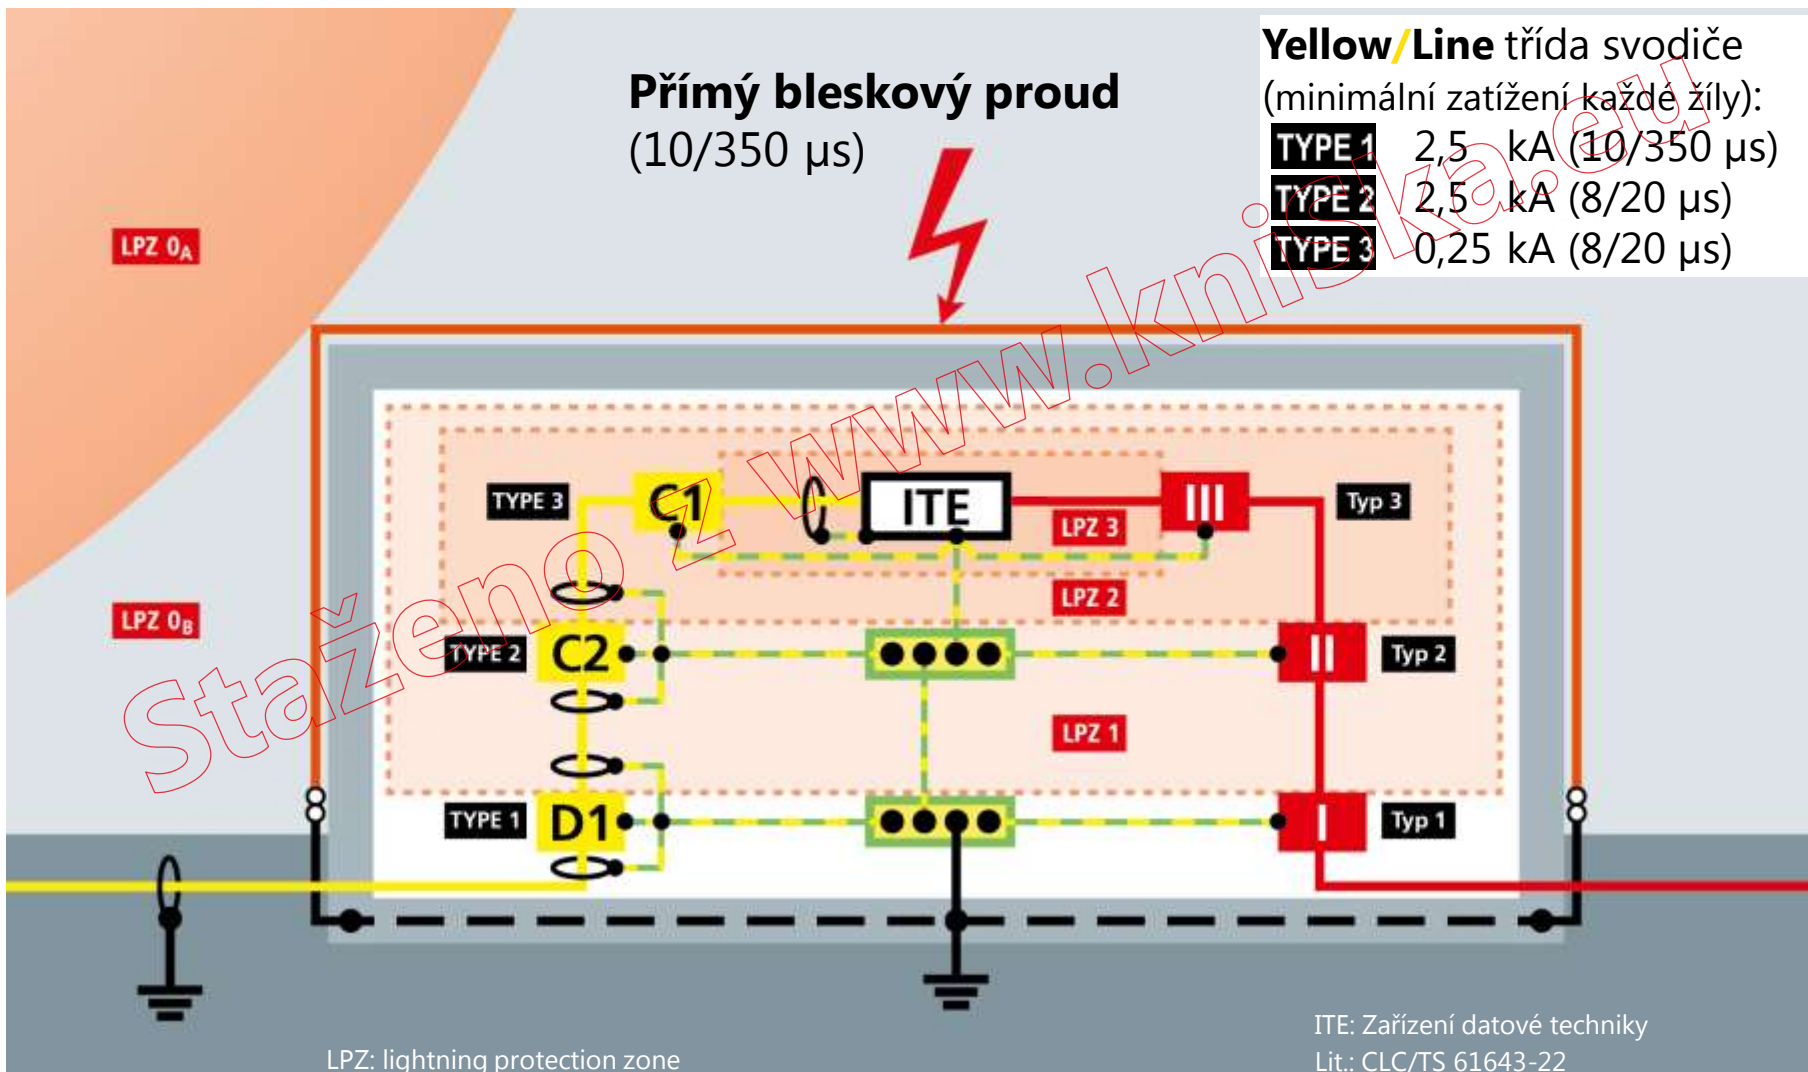 Přímý bleskový proud
(10/350 µs)
Yellow/Line třída svodiče
(minimální zatížení každé žíly):
TYPE 1 2,5 kA (10/350 µs)
TYPE 2 2,5 kA (8/20 µs)
TYPE 3 0,25 kA (8/20 µs)
LPZ 0A
TYPE 3 C1 ITE III Typ 3
LPZ 3
LPZ 2
LPZ 0B
TYPE 2 C2 II Typ 2
LPZ 1
TYPE 1 D1 I Typ 1
ITE: Zařízení datové techniky
LPZ: lightning protection zone
Lit.: CLC/TS 61643-22
Staženo z www.kniSka.eu